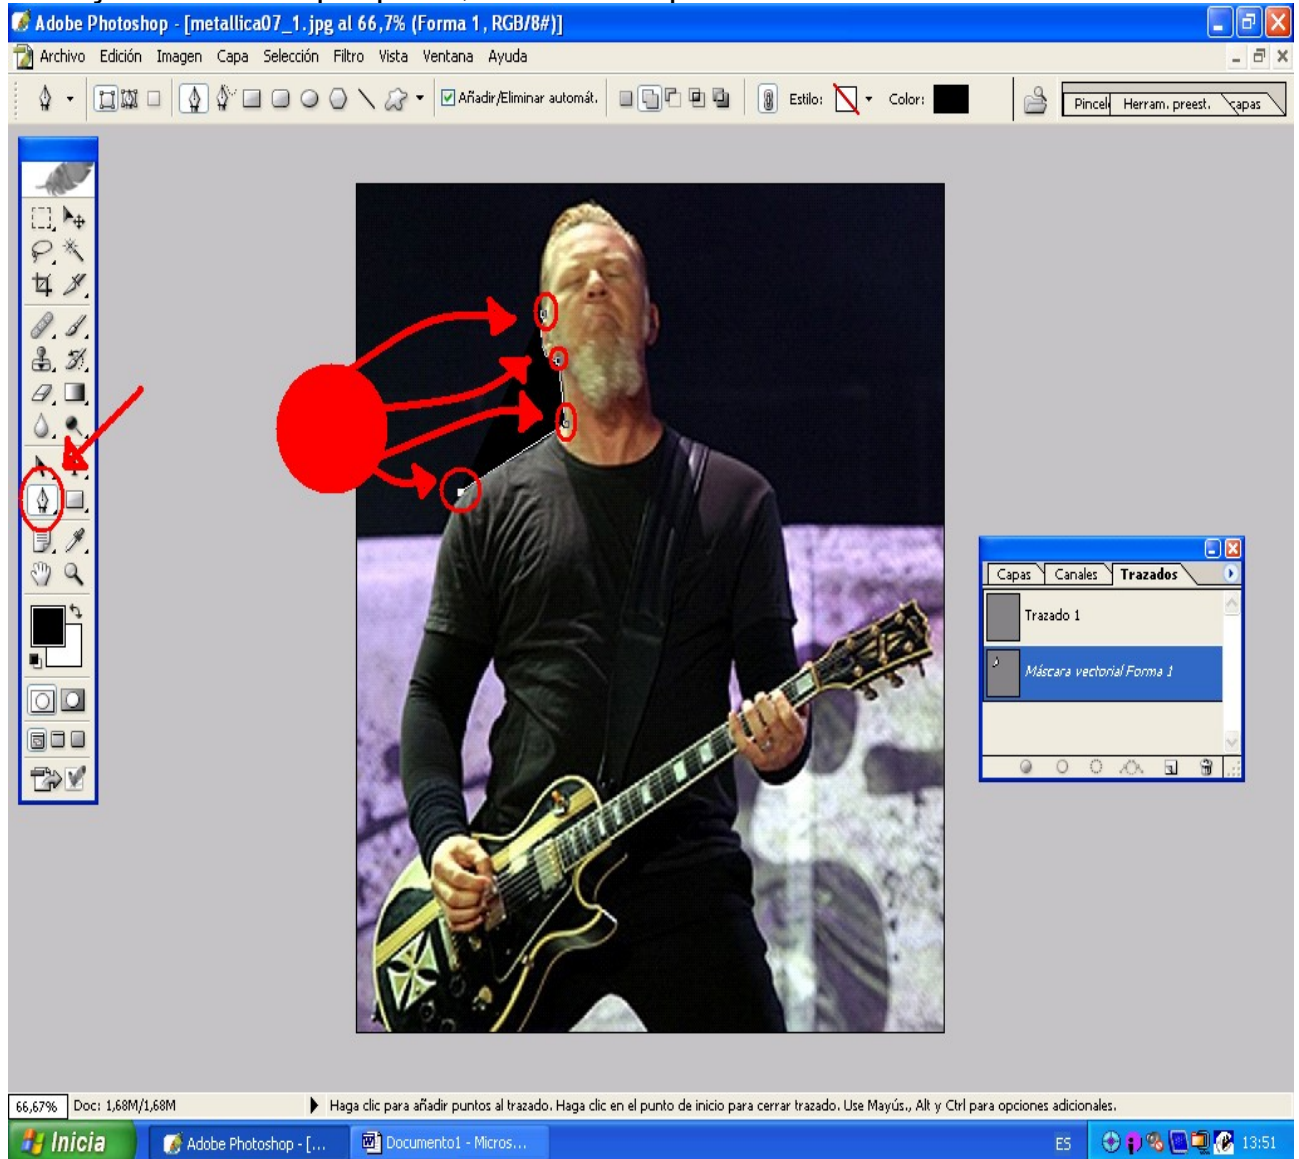 Adobe Photoshop - [metallica07_1.jpg al 66,7% (Forma 1, RGB/8#)]
Archivo Edición Imagen Capa Selección Filtro Vista Ventana Ayuda
Añadir/Eliminar automát. Estilo: Color: Herram. preest.
Capas Canales Trazados
Trazado 1
Máscara vectorial Forma 1
66,67% Doc: 1,68M/1,68M Haga clic para añadir puntos al trazado. Haga clic en el punto de inicio para cerrar trazado. Use Mayús., Alt y Ctrl para opciones adicionales.
Inicia Adobe Photoshop - [... Documento1 - Micros... ES 13:51